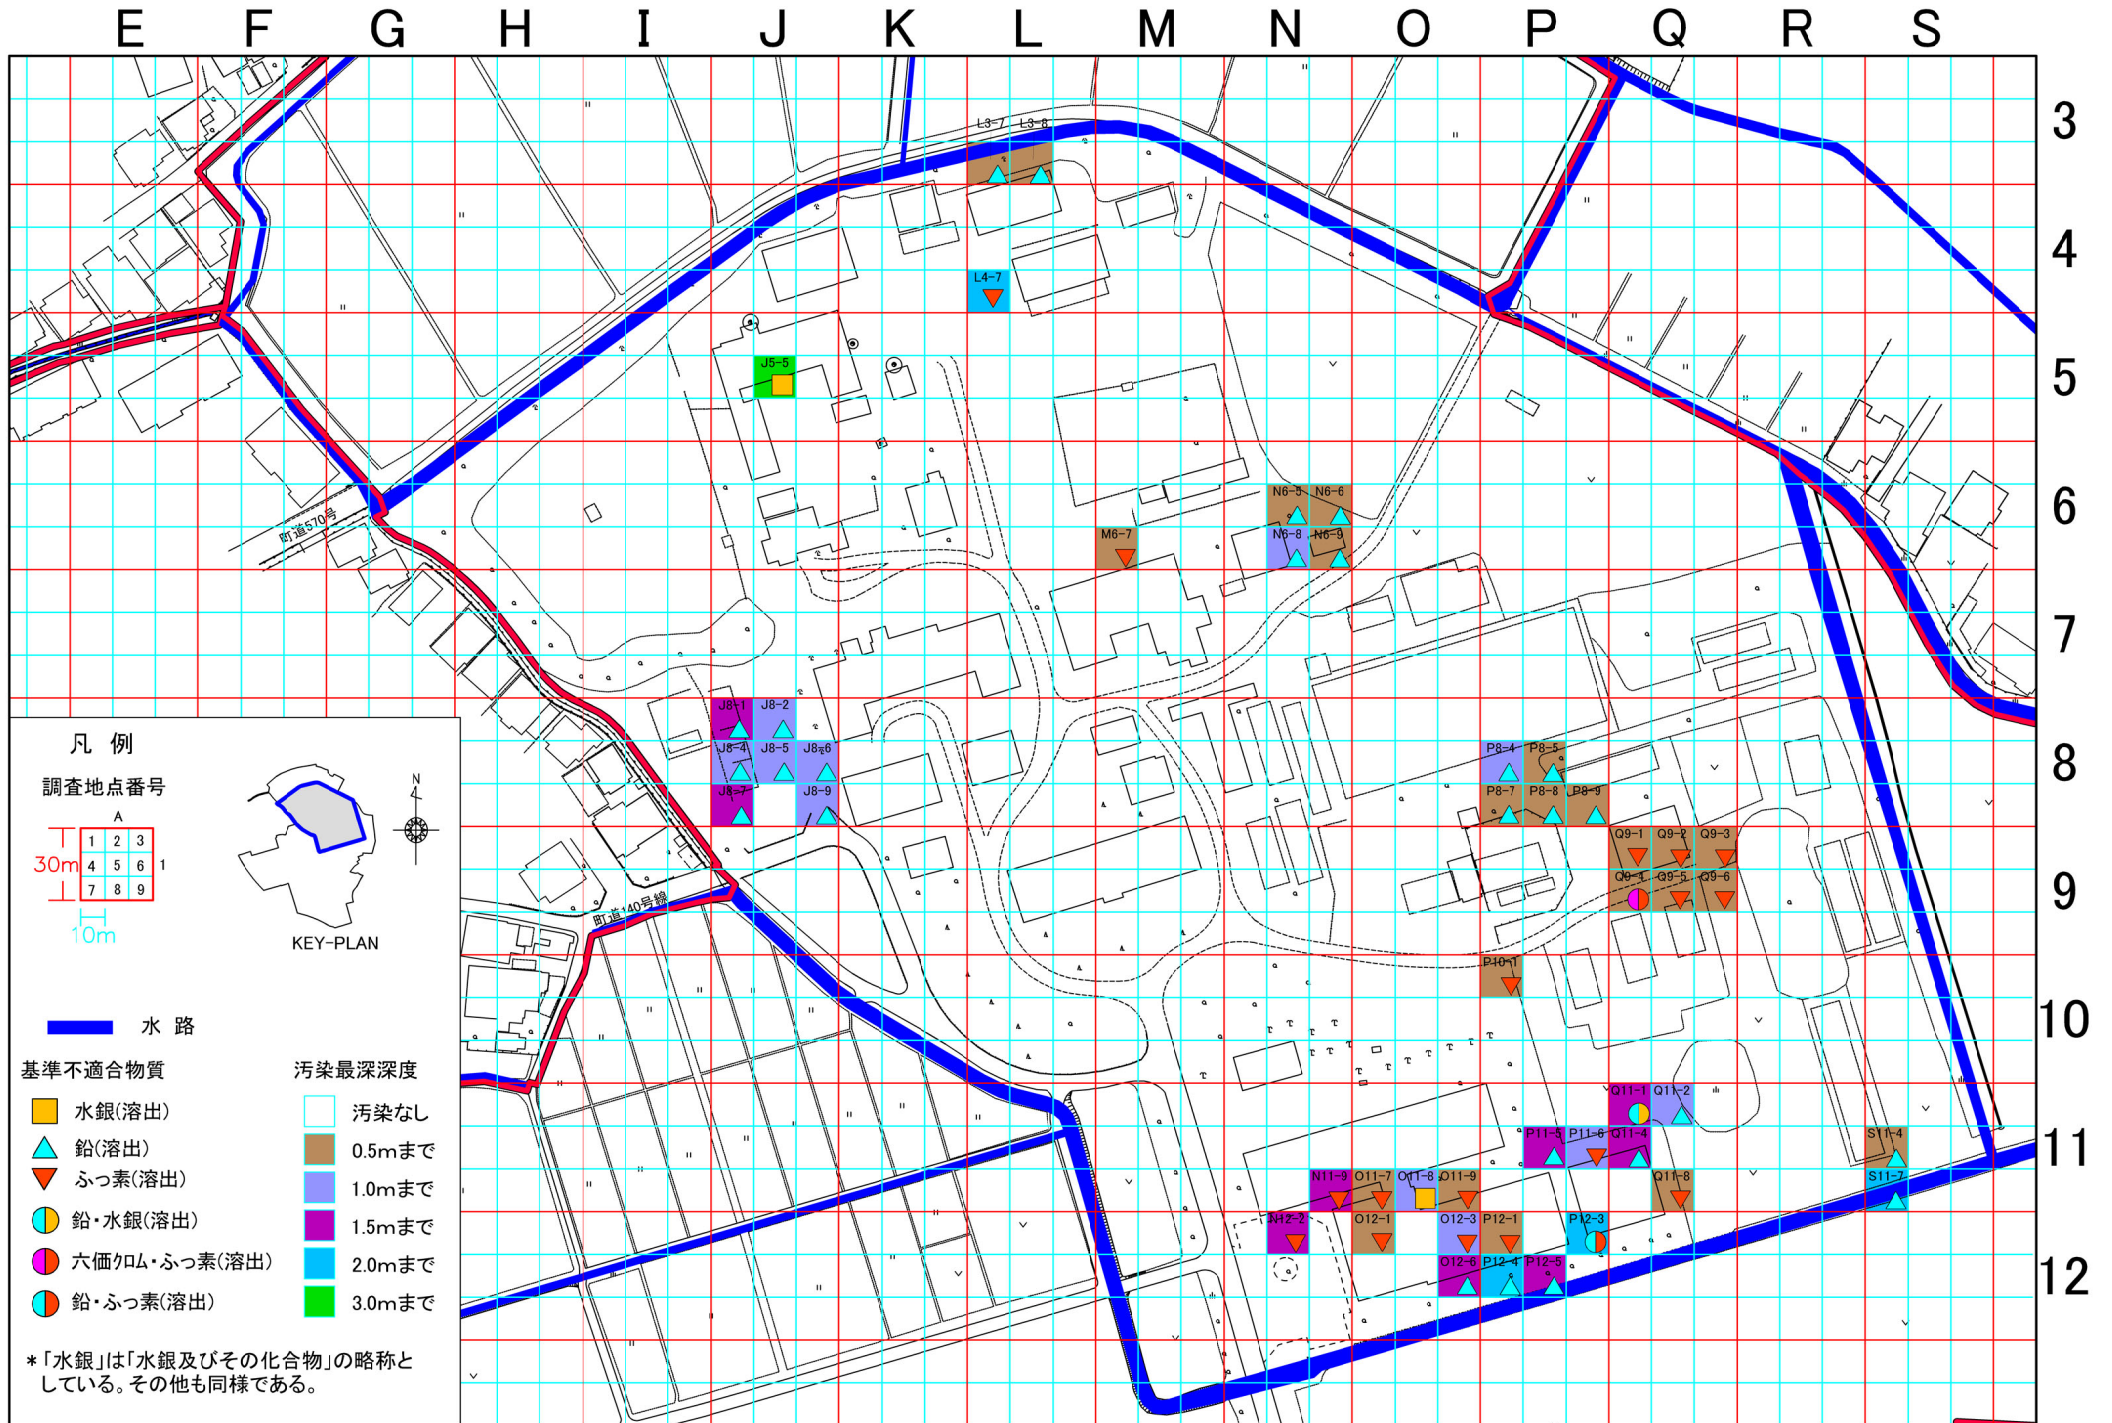 E F G H I J K L M N O P Q R S
3
4
5
6
7
8
9
10
11
12
L3-7 L3-8
L4-7
J5-5
N6-5 N6-6
M6-7 N6-8 N6-9
町道570号
J8-1 J8-2
J8-4 J8-5 J8-6
J8-7 J8-9
P8-4 P8-5
P8-7 P8-8 P8-9
Q9-1 Q9-2 Q9-3
Q9-4 Q9-5 Q9-6
町道140号線
P10-1
Q11-1 Q11-2
P11-5 P11-6 Q11-4 S11-4
N11-9 O11-7 O11-8 O11-9 Q11-8 S11-7
N12-2 O12-1 O12-3 P12-1 P12-3
O12-6 P12-4 P12-5
凡 例
調査地点番号
A
1 2 3
30m 4 5 6 1
7 8 9
10m
N
KEY-PLAN
水 路
基準不適合物質
水銀(溶出)
鉛(溶出)
ふっ素(溶出)
鉛・水銀(溶出)
六価クロム・ふっ素(溶出)
鉛・ふっ素(溶出)
汚染最深深度
汚染なし
0.5mまで
1.0mまで
1.5mまで
2.0mまで
3.0mまで
*「水銀」は「水銀及びその化合物」の略称と
している。その他も同様である。